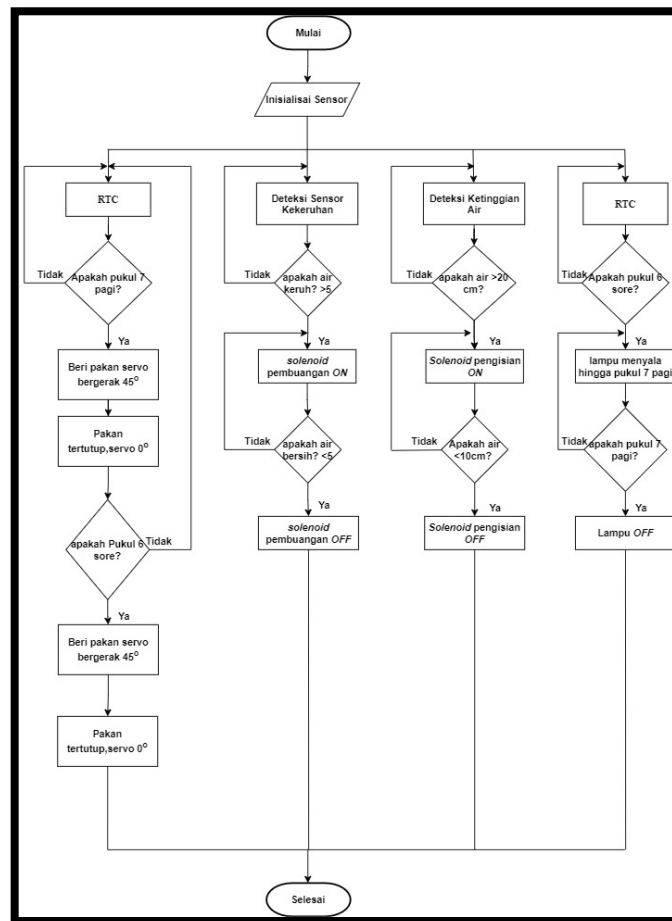 Mulai
Inisialisai Sensor
RTC
Tidak
Apakah pukul 7
pagi?
Ya
Beri pakan servo
bergerak 45°
Pakan
tertutup,servo 0°
apakah Pukul 6
sore?
Tidak
Ya
Beri pakan servo
bergerak 45°
Pakan
tertutup,servo 0°
Deteksi Sensor
Kekeruhan
Tidak
apakah air
keruh? >5
Ya
solenoid
pembuangan ON
Tidak
apakah air
bersih? <5
Ya
solenoid
pembuangan OFF
Deteksi Ketinggian
Air
Tidak
apakah air >20
cm?
Ya
Solenoid pengisian
ON
Tidak
Apakah air
<10cm?
Ya
Solenoid pengisian
OFF
RTC
Tidak
Apakah pukul 6
sore?
Ya
lampu menyala
hingga pukul 7 pagi
Tidak
apakah pukul 7
pagi?
Ya
Lampu OFF
Selesai